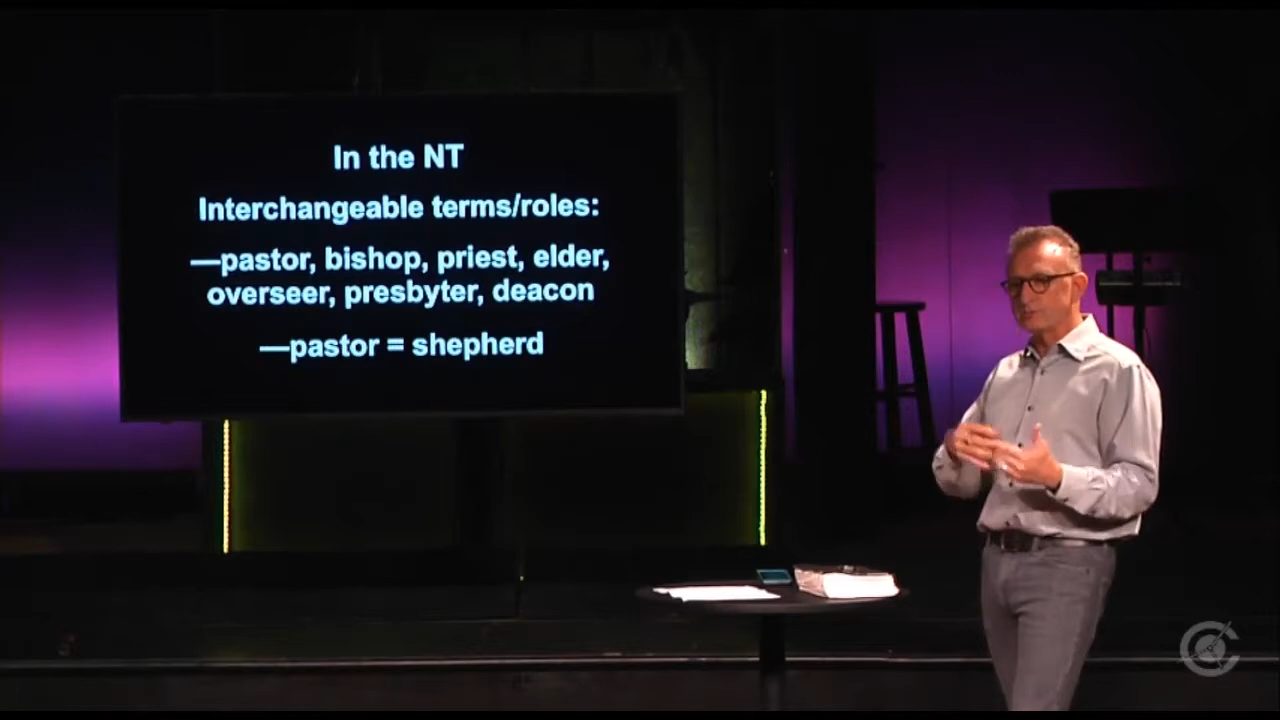 In the NT
Interchangeable terms/roles:
—pastor, bishop, priest, elder,
overseer, presbyter, deacon
—pastor = shepherd